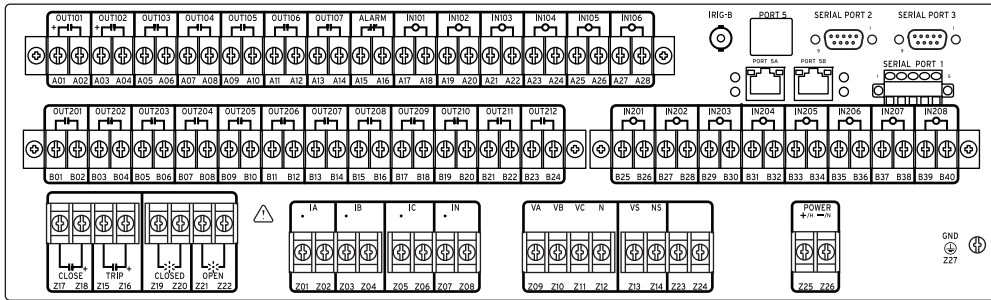 OUT101 OUT102 OUT103 OUT104 OUT105 OUT106 OUT107 ALARM IN101 IN102 IN103 IN104 IN105 IN106
+ +
A01 A02 A03 A04 A05 A06 A07 A08 A09 A10 A11 A12 A13 A14 A15 A16 A17 A18 A19 A20 A21 A22 A23 A24 A25 A26 A27 A28
IRIG-B PORT 5 SERIAL PORT 2 SERIAL PORT 3
1 1
9 9
PORT 5A PORT 5B SERIAL PORT 1
1 5
OUT201 OUT202 OUT203 OUT204 OUT205 OUT206 OUT207 OUT208 OUT209 OUT210 OUT211 OUT212
B01 B02 B03 B04 B05 B06 B07 B08 B09 B10 B11 B12 B13 B14 B15 B16 B17 B18 B19 B20 B21 B22 B23 B24
IN201 IN202 IN203 IN204 IN205 IN206 IN207 IN208
B25 B26 B27 B28 B29 B30 B31 B32 B33 B34 B35 B36 B37 B38 B39 B40
+ +
CLOSE TRIP CLOSED OPEN
Z17 Z18 Z15 Z16 Z19 Z20 Z21 Z22
IA IB IC IN
Z01 Z02 Z03 Z04 Z05 Z06 Z07 Z08
VA VB VC N VS NS
Z09 Z10 Z11 Z12 Z13 Z14 Z23 Z24
POWER
+/H −/N
Z25 Z26
GND
Z27